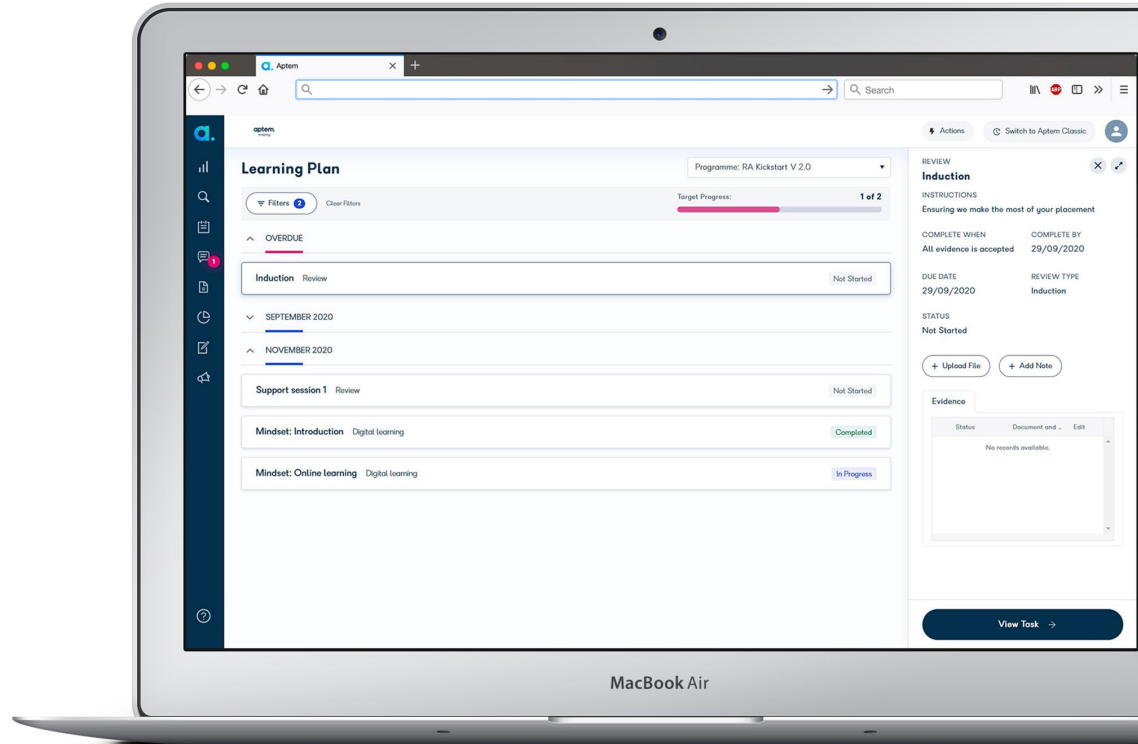 a. Aptem
Search
ABP
a.
aptem
employ
Actions
Switch to Aptem Classic
Learning Plan
Programme: RA Kickstart V 2.0
Filters 2
Clear Filters
Target Progress:
1 of 2
OVERDUE
Induction Review
Not Started
SEPTEMBER 2020
NOVEMBER 2020
Support session 1 Review
Not Started
Mindset: Introduction Digital learning
Completed
Mindset: Online learning Digital learning
In Progress
1
REVIEW
Induction
INSTRUCTIONS
Ensuring we make the most of your placement
COMPLETE WHEN
COMPLETE BY
All evidence is accepted
29/09/2020
DUE DATE
REVIEW TYPE
29/09/2020
Induction
STATUS
Not Started
+ Upload File
+ Add Note
Evidence
Status
Document and ..
Edit
No records available.
View Task →
MacBook Air